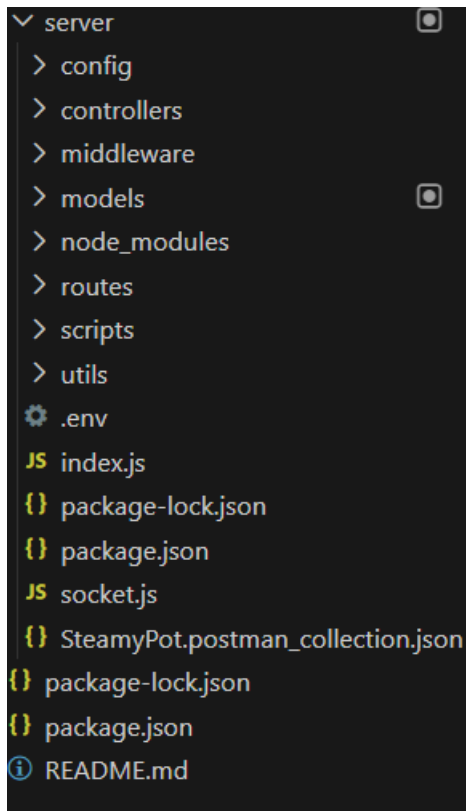 server
config
controllers
middleware
models
node_modules
routes
scripts
utils
.env
JS index.js
{} package-lock.json
{} package.json
JS socket.js
{} SteamyPot.postman_collection.json
{} package-lock.json
{} package.json
README.md